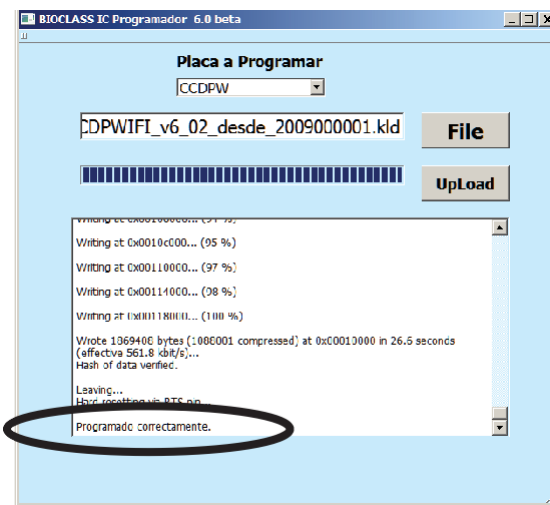 BIOCLASS IC Programador 6.0 beta
Placa a Programar
CCDPW
CDPWIFI_v6_02_desde_2009000001.kld
File
UpLoad
Writing at 0x0010c000... (95 %)
Writing at 0x00110000... (97 %)
Writing at 0x00114000... (98 %)
Writing at 0x00118000... (100 %)
Wrote 1869408 bytes (1088001 compressed) at 0x00010000 in 26.6 seconds
(effective 561.8 kbit/s)...
Hash of data verified.
Leaving...
Hard resetting via RTS pin...
Programado correctamente.